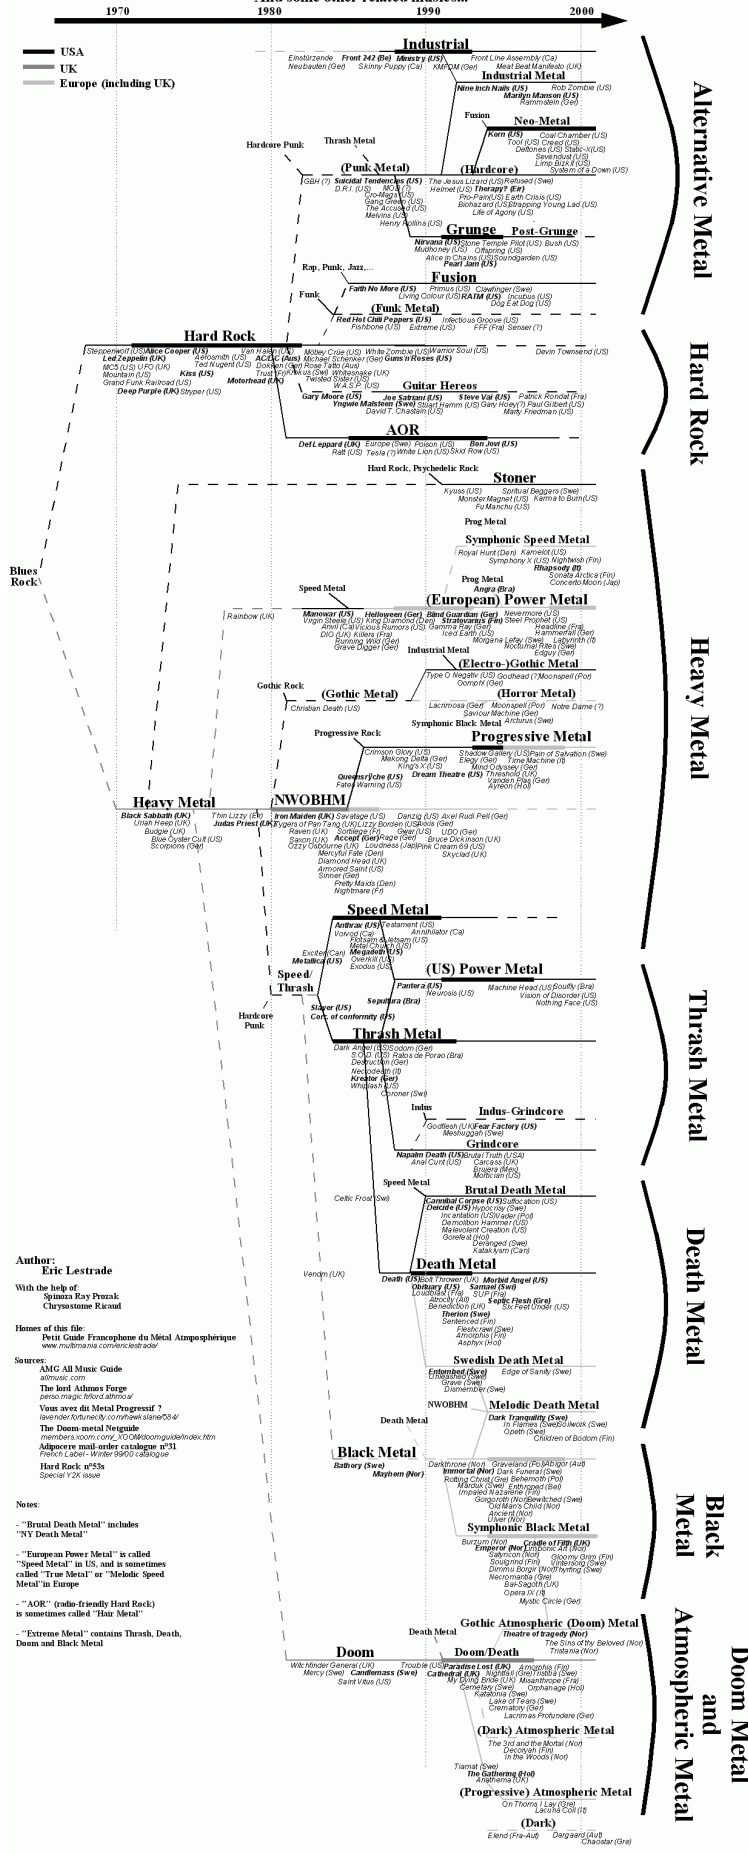 And some other related musics...
1970 1980 1990 2000
USA
UK
Europe (including UK)
Industrial
Einstürzende Front 242 (Be) Ministry (US) Front Line Assembly (Ca)
Neubauten (Ger) Skinny Puppy (Ca) KMFDM (Ger) Meat Beat Manifesto (UK)
Industrial Metal
Nine Inch Nails (US) Rob Zombie (US)
Marilyn Manson (US)
Rammstein (Ger)
Fusion
Neo-Metal
Korn (US) Coal Chamber (US)
Tool (US) Creed (US)
Deftones (US) Static-X(US)
Sevendust (US)
Limp Bizkit (US)
System of a Down (US)
Hardcore Punk
Thrash Metal
(Punk Metal)
(Hardcore)
GBH (?) Suicidal Tendencies (US) The Jesus Lizard (US) Refused (Swe)
D.R.I. (US) MOD (?) Helmet (US) Therapy? (Eir)
Cro-Mags (US) Pro-Pain(US) Earth Crisis (US)
Gang Green (US) Biohazard (US) Strapping Young Lad (US)
The Accused (US) Life of Agony (US)
Melvins (US)
Henry Rollins (US)
Grunge Post-Grunge
Nirvana (US) Stone Temple Pilot (US) Bush (US)
Mudhoney (US) Offspring (US)
Alice in Chains (US) Soundgarden (US)
Pearl Jam (US)
Rap, Punk, Jazz,...
Fusion
Faith No More (US) Primus (US) Clawfinger (Swe)
Living Colour (US) RATM (US) Incubus (US)
Dog Eat Dog (US)
Funk
(Funk Metal)
Red Hot Chili Peppers (US) Infectious Groove (US)
Fishbone (US) Extreme (US) FFF (Fra) Senser (?)
Alternative Metal
Hard Rock
Steppenwolf (US) Alice Cooper (US) Van Halen (US) Mötley Crüe (US) White Zombie (US) Warrior Soul (US) Devin Townsend (US)
Led Zeppelin (UK) Aerosmith (US) AC/DC (Aus) Michael Schenker (Ger) Guns'n'Roses (US)
MC5 (US) UFO (UK) Ted Nugent (US) Dokken (Ger) Rose Tatto (Aus)
Mountain (US) Kiss (US) Trust (Fr) Krokus (Swi) Whitesnake (UK)
Grand Funk Railroad (US) Motorhead (UK) Twisted Sister (US)
Deep Purple (UK) Stryper (US) W.A.S.P. (US)
Guitar Hereos
Gary Moore (US) Joe Satriani (US) Steve Vai (US) Patrick Rondat (Fra)
Yngwie Malsteen (Swe) Stuart Hamm (US) Gary Hoey(?) Paul Gilbert (US)
David T. Chastain (US) Marty Friedman (US)
AOR
Def Leppard (UK) Europe (Swe) Poison (US) Bon Jovi (US)
Ratt (US) Tesla (?) White Lion (US) Skid Row (US)
Hard Rock
Hard Rock, Psychedelic Rock
Stoner
Kyuss (US) Spritual Beggars (Swe)
Monster Magnet (US) Karma to Burn(US)
Fu Manchu (US)
Blues
Rock
Prog Metal
Symphonic Speed Metal
Royal Hunt (Den) Kamelot (US)
Symphony X (US) Nightwish (Fin)
Rhapsody (It)
Sonata Arctica (Fin)
Concerto Moon (Jap)
Prog Metal
Angra (Bra)
Speed Metal
(European) Power Metal
Rainbow (UK) Manowar (US) Helloween (Ger) Blind Guardian (Ger) Nevermore (US)
Virgin Steele (US) King Diamond (Den) Stratovarius (Fin) Steel Prophet (US)
Anvil (Ca) Vicious Rumors (US) Gamma Ray (Ger) Headline (Fra)
DIO (UK) Killers (Fra) Iced Earth (US) Hammerfall (Ger)
Running Wild (Ger) Morgana Lefay (Swe) Labyrinth (It)
Grave Digger (Ger) Nocturnal Rites (Swe)
Edguy (Ger)
Industrial Metal
(Electro-)Gothic Metal
Type O Negativ (US) Godhead (?) Moonspell (Por)
Oomph! (Ger)
Gothic Rock
(Gothic Metal) (Horror Metal)
Christian Death (US) Lacrimosa (Ger) Moonspell (Por) Notre Dame (?)
Saviour Machine (Ger)
Symphonic Black Metal Arcturus (Swe)
Progressive Rock
Progressive Metal
Crimson Glory (US) Shadow Gallery (US) Pain of Salvation (Swe)
Mekong Delta (Ger) Elegy (Ger) Time Machine (It)
King's X (US) Mind Odyssey (Ger)
Queensrÿche (US) Dream Theatre (US) Threshold (UK)
Fates Warning (US) Vanden Plas (Ger)
Ayreon (Hol)
Heavy Metal
Heavy Metal NWOBHM
Black Sabbath (UK) Thin Lizzy (Eir) Iron Maiden (UK) Savatage (US) Danzig (US) Axel Rudi Pell (Ger)
Uriah Heep (UK) Judas Priest (UK) Tygers of Pan Tang (UK) Lizzy Borden (US)
Budgie (UK) Raven (UK) Sortilege (Fr) Gwar (US) UDO (Ger)
Blue Oyster Cult (US) Saxon (UK) Accept (Ger) Rage (Ger) Bruce Dickinson (UK)
Scorpions (Ger) Ozzy Osbourne (UK) Loudness (Jap) Pink Cream 69 (US)
Mercyful Fate (Den) Skyclad (UK)
Diamond Head (UK)
Armored Saint (US)
Sinner (Ger)
Pretty Maids (Den)
Nightmare (Fr)
Speed Metal
Anthrax (US) Testament (US)
Voivod (Ca) Annihilator (Ca)
Flotsam & Jetsam (US)
Metal Church (US)
Exciter (Can) Megadeth (US)
Metallica (US) Overkill (US)
Exodus (US)
Speed/
Thrash
(US) Power Metal
Pantera (US) Machine Head (US) Soulfly (Bra)
Neurosis (US) Vision of Disorder (US)
Sepultura (Bra) Nothing Face (US)
Slayer (US)
Corr. of conformity (US)
Hardcore
Punk
Thrash Metal
Dark Angel (US) Sodom (Ger)
S.O.D. (US) Ratos de Porao (Bra)
Destruction (Ger)
Necrodeath (It)
Kreator (Ger)
Whiplash (US)
Coroner (Swi)
Thrash Metal
Indus
Indus-Grindcore
Godflesh (UK) Fear Factory (US)
Meshuggah (Swe)
Grindcore
Napalm Death (US) Brutal Truth (USA)
Anal Cunt (US) Carcass (UK)
Brujera (Mex)
Mortician (US)
Speed Metal
Brutal Death Metal
Celtic Frost (Swi) Cannibal Corpse (US) Suffocation (US)
Deicide (US) Hypocrisy (Swe)
Incantation (US) Vader (Pol)
Demolition Hammer (US)
Malevolent Creation (US)
Gorefest (Hol)
Deranged (Swe)
Kataklysm (Can)
Death Metal
Venom (UK) Death (US) Bolt Thrower (UK) Morbid Angel (US)
Obituary (US) Samael (Swi)
Loudblast (Fra) SUP (Fra)
Atrocity (All) Septic Flesh (Gre)
Benediction (UK) Six Feet Under (US)
Therion (Swe)
Sentenced (Fin)
Fleshcrawl (Swe)
Amorphis (Fin)
Asphyx (Hol)
Death Metal
Swedish Death Metal
Entombed (Swe) Edge of Sanity (Swe)
Unleashed (Swe)
Grave (Swe)
Dismember (Swe)
NWOBHM
Melodic Death Metal
Dark Tranquility (Swe)
In Flames (Swe) Soilwork (Swe)
Opeth (Swe)
Children of Bodom (Fin)
Death Metal
Black Metal
Bathory (Swe) Darkthrone (Nor) Graveland (Pol) Abigor (Aut)
Mayhem (Nor) Immortal (Nor) Dark Funeral (Swe)
Rotting Christ (Gre) Behemoth (Pol)
Marduk (Swe) Enthroned (Bel)
Impaled Nazarene (Fin)
Gorgoroth (Nor) Bewitched (Swe)
Old Man's Child (Nor)
Ancient (Nor)
Ulver (Nor)
Symphonic Black Metal
Burzum (Nor) Cradle of Filth (UK)
Emperor (Nor) Limbonic Art (Nor)
Satyricon (Nor) Gloomy Grim (Fin)
Soulgrind (Fin) Vintersorg (Swe)
Dimmu Borgir (Nor) Thyrfing (Swe)
Necromantia (Gre)
Bal-Sagoth (UK)
Opera IX (It)
Mystic Circle (Ger)
Black
Metal
Gothic Atmospheric (Doom) Metal
Theatre of tragedy (Nor)
The Sins of thy Beloved (Nor)
Tristania (Nor)
Death Metal
Doom Doom/Death
Witchfinder General (UK) Trouble (US) Paradise Lost (UK) Amorphis (Fin)
Mercy (Swe) Candlemass (Swe) Cathedral (UK) Nightfall (Gre) Tristitia (Swe)
Saint Vitus (US) My Dying Bride (UK) Misanthrope (Fra)
Cemetary (Swe) Orphanage (Hol)
Katatonia (Swe)
Lake of Tears (Swe)
Crematory (Ger)
Lacrimas Profundere (Ger)
(Dark) Atmospheric Metal
The 3rd and the Mortal (Nor)
Decoryah (Fin)
In the Woods (Nor)
Tiamat (Swe)
The Gathering (Hol)
Anathema (UK)
(Progressive) Atmospheric Metal
On Thorns I Lay (Gre)
Lacuna Coil (It)
(Dark)
Elend (Fra-Aut) Dargaard (Aut)
Chaostar (Gre)
Doom Metal
and
Atmospheric Metal
Author:
Eric Lestrade
With the help of:
Spinoza Ray Prozak
Chrysostome Ricaud
Homes of this file:
Petit Guide Francophone du Métal Atmposphérique
www.multimania.com/ericlestrade/
Sources:
AMG All Music Guide
allmusic.com
The lord Athmos Forge
perso.magic.fr/lord.athmos/
Vous avez dit Metal Progressif ?
lavender.fortunecity.com/hawkslane/584/
The Doom-metal Netguide
members.xoom.com/_XOOM/doomguide/index.htm
Adipocere mail-order catalogue n°31
French Label - Winter 99/00 catalogue
Hard Rock n°53s
Special Y2K issue
Notes:
- "Brutal Death Metal" includes
"NY Death Metal"
- "European Power Metal" is called
"Speed Metal" in US, and is sometimes
called "True Metal" or "Melodic Speed
Metal"in Europe
- "AOR" (radio-friendly Hard Rock)
is sometimes called "Hair Metal"
- "Extreme Metal" contains Thrash, Death,
Doom and Black Metal